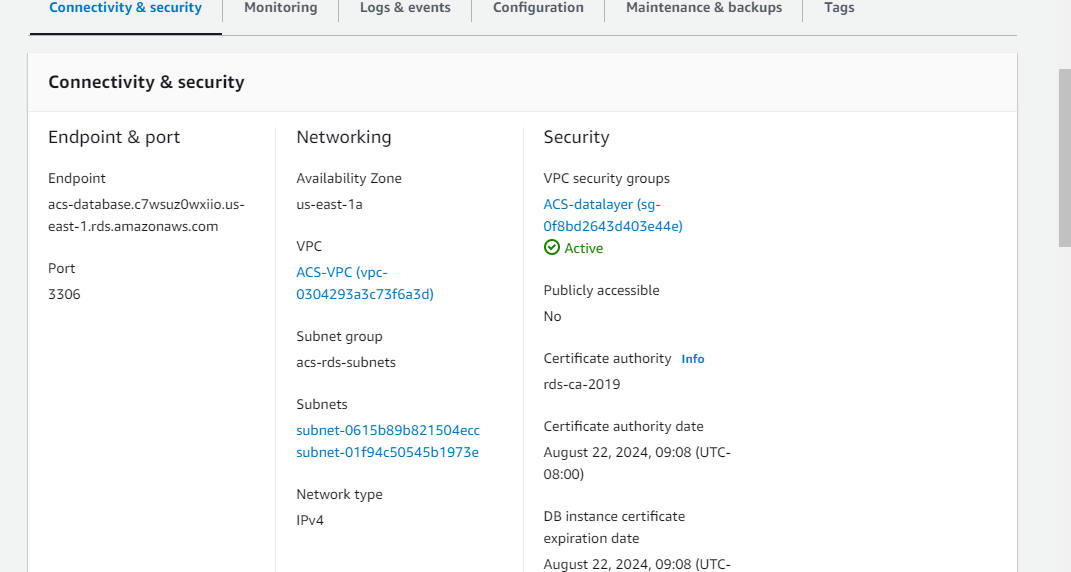 Connectivity & security
Monitoring
Logs & events
Configuration
Maintenance & backups
Tags
Connectivity & security
Endpoint & port
Endpoint
acs-database.c7wsuz0wxiio.us-
east-1.rds.amazonaws.com
Port
3306
Networking
Availability Zone
us-east-1a
VPC
ACS-VPC (vpc-
0304293a3c73f6a3d)
Subnet group
acs-rds-subnets
Subnets
subnet-0615b89b821504ecc
subnet-01f94c50545b1973e
Network type
IPv4
Security
VPC security groups
ACS-datalayer (sg-
0f8bd2643d403e44e)
Active
Publicly accessible
No
Certificate authority Info
rds-ca-2019
Certificate authority date
August 22, 2024, 09:08 (UTC-
08:00)
DB instance certificate
expiration date
August 22, 2024, 09:08 (UTC-